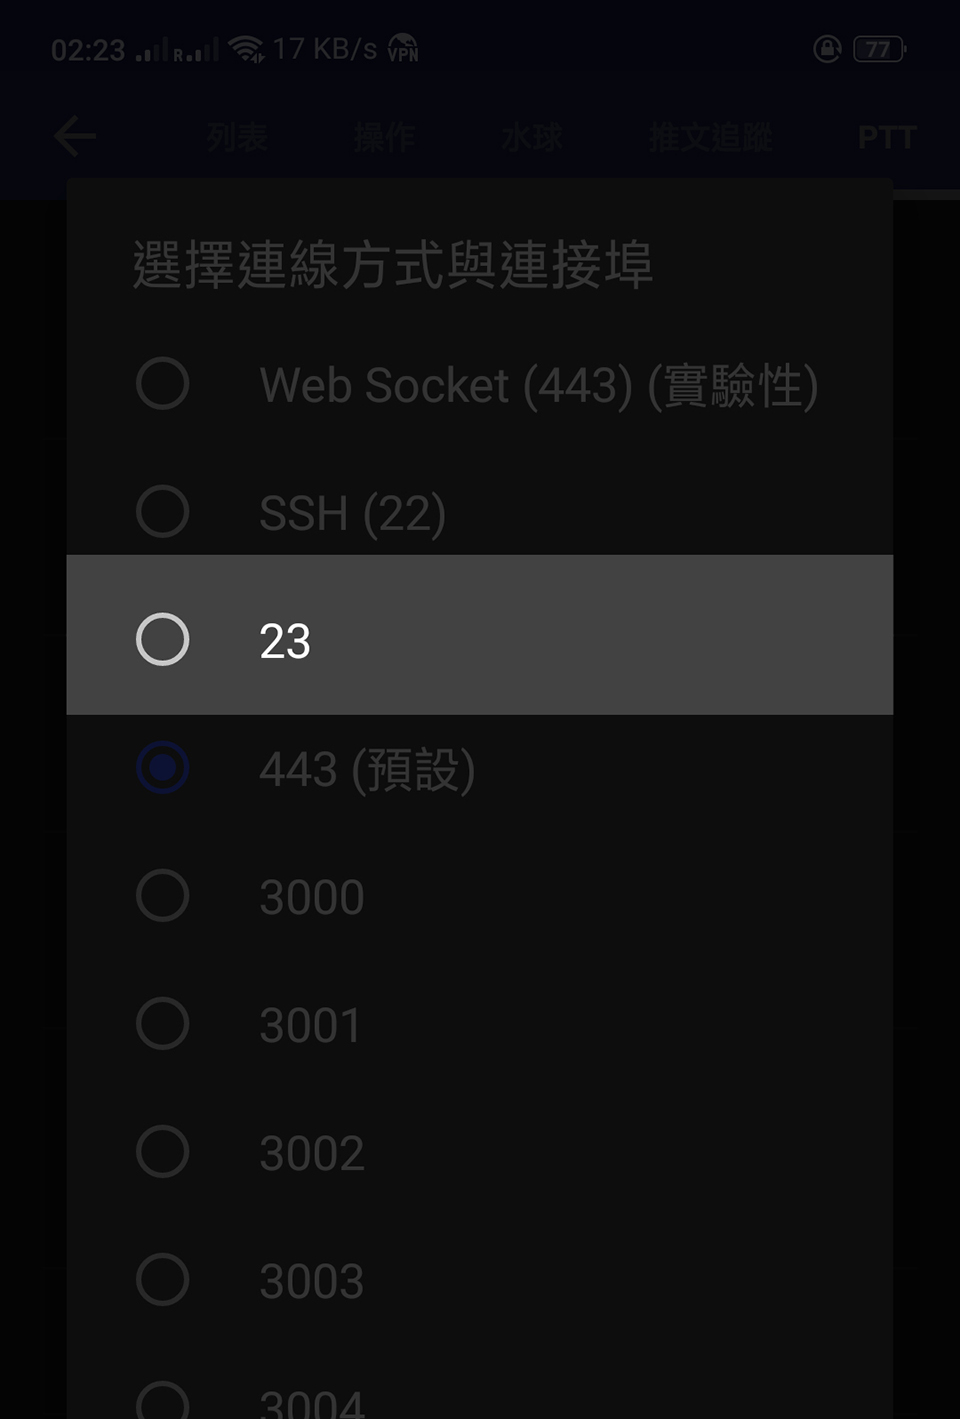 02:23 R 17 KB/s VPN 77
列表 操作 水球 推文追蹤 PTT
選擇連線方式與連接埠
Web Socket (443) (實驗性)
SSH (22)
23
443 (預設)
3000
3001
3002
3003
3004